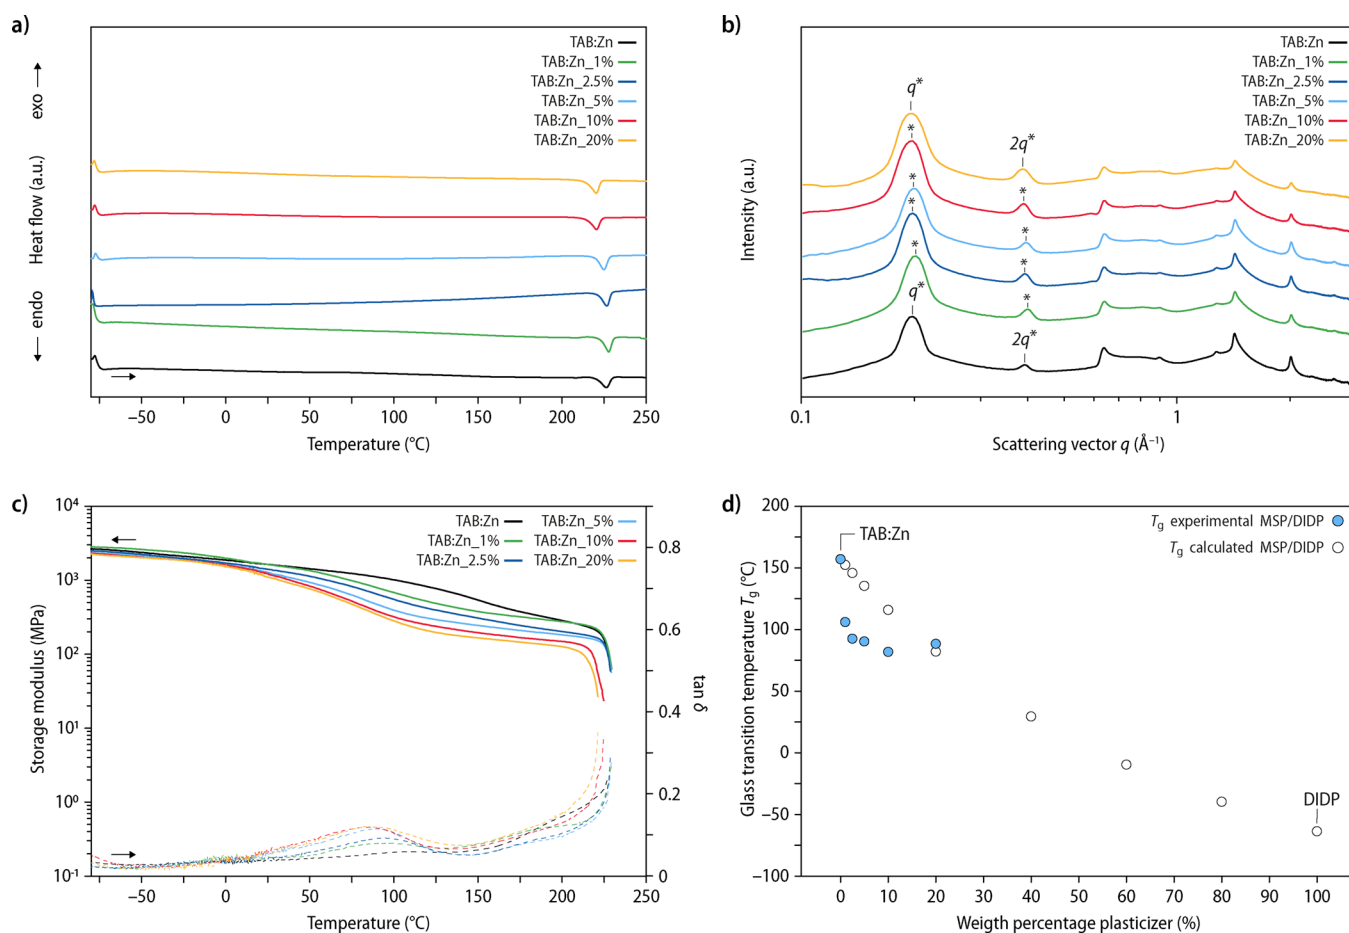 a)
exo
Heat flow (a.u.)
endo
TAB:Zn
TAB:Zn_1%
TAB:Zn_2.5%
TAB:Zn_5%
TAB:Zn_10%
TAB:Zn_20%
−50 0 50 100 150 200 250
Temperature (°C)
b)
Intensity (a.u.)
TAB:Zn
TAB:Zn_1%
TAB:Zn_2.5%
TAB:Zn_5%
TAB:Zn_10%
TAB:Zn_20%
q*
*
2q*
*
*
*
*
*
*
*
q*
2q*
0.1 1
Scattering vector q (Å⁻¹)
c)
Storage modulus (MPa)
10⁴
10³
10²
10¹
10⁰
10⁻¹
TAB:Zn TAB:Zn_5%
TAB:Zn_1% TAB:Zn_10%
TAB:Zn_2.5% TAB:Zn_20%
0.8
0.6
0.4
0.2
0
tan δ
−50 0 50 100 150 200 250
Temperature (°C)
d)
Glass transition temperature Tg (°C)
200
150
100
50
0
−50
−100
TAB:Zn
Tg experimental MSP/DIDP
Tg calculated MSP/DIDP
DIDP
0 10 20 30 40 50 60 70 80 90 100
Weigth percentage plasticizer (%)